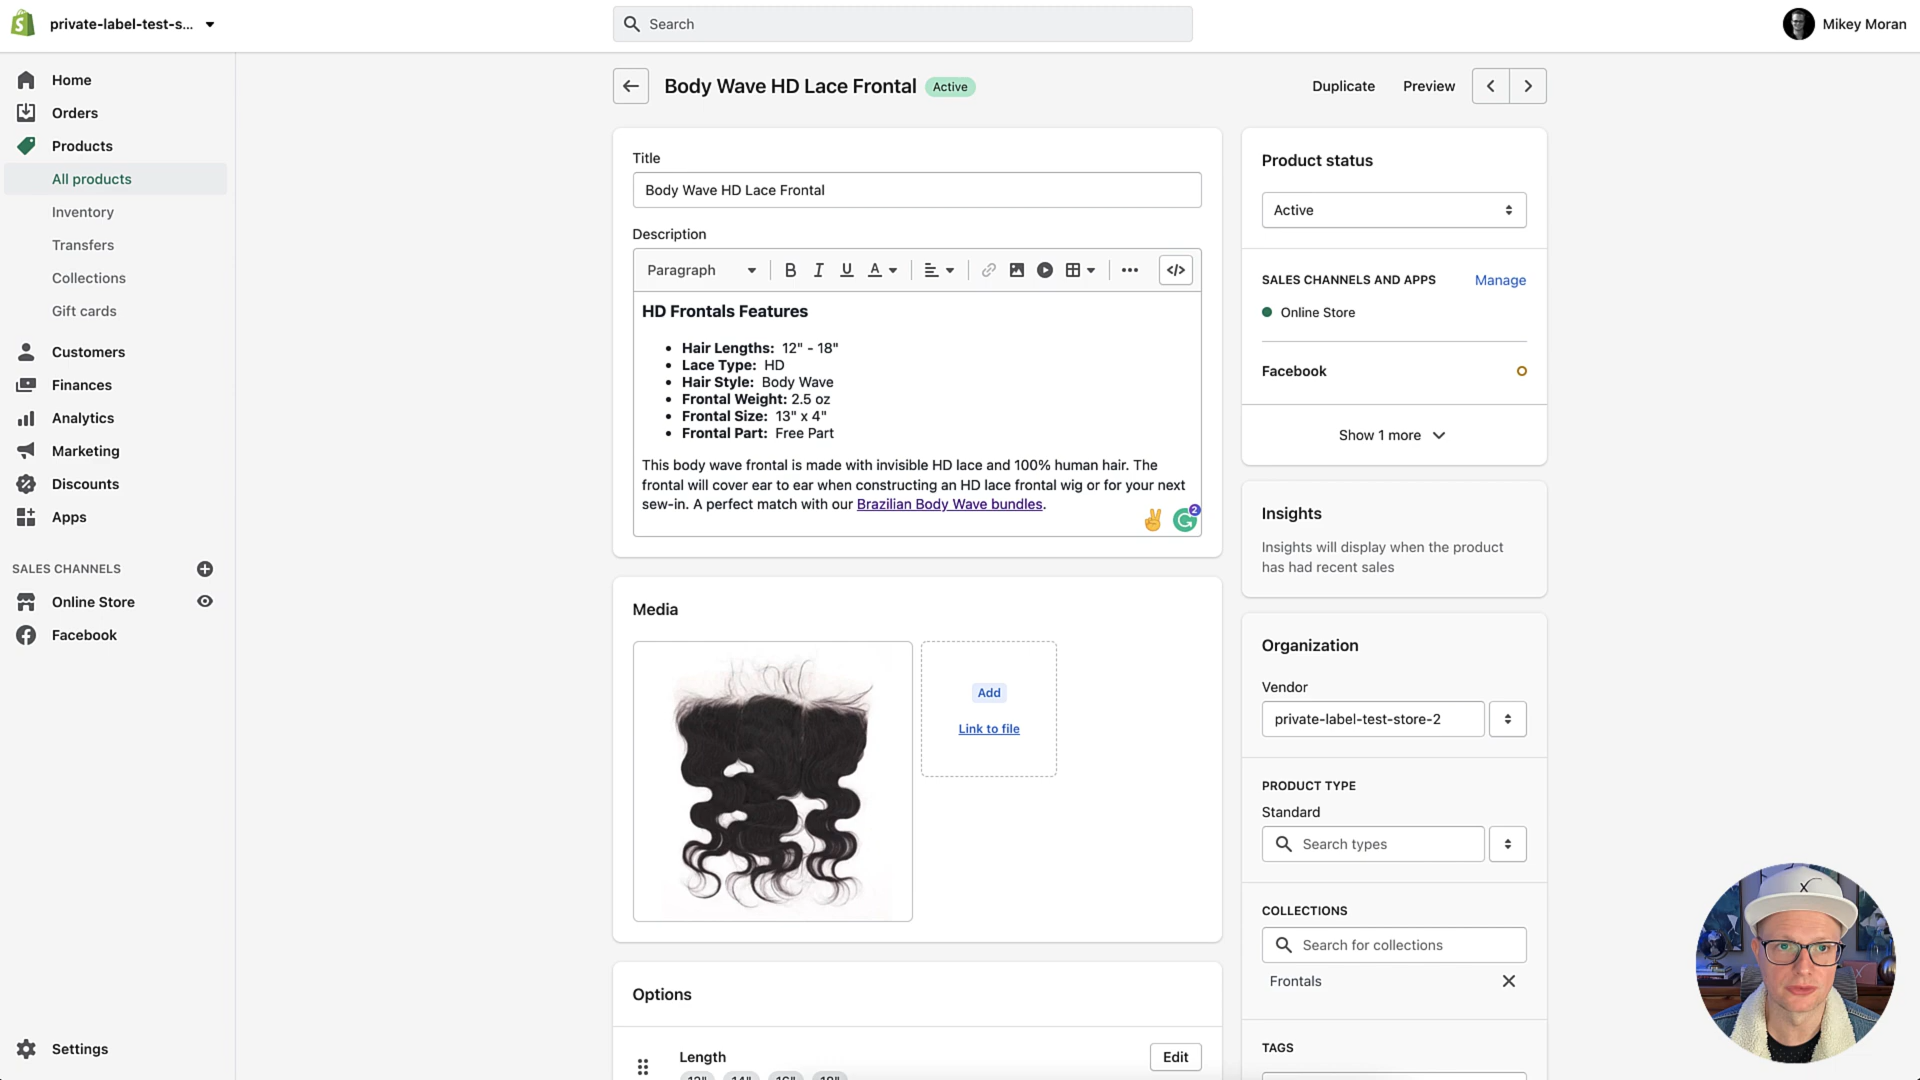 private-label-test-s...
Search
Mikey Moran
Home
Orders
Products
All products
Inventory
Transfers
Collections
Gift cards
Customers
Finances
Analytics
Marketing
Discounts
Apps
SALES CHANNELS
Online Store
Facebook
Settings
Body Wave HD Lace Frontal
Active
Duplicate
Preview
Title
Body Wave HD Lace Frontal
Description
Paragraph
B I U A
</>
HD Frontals Features
Hair Lengths: 12" - 18"
Lace Type: HD
Hair Style: Body Wave
Frontal Weight: 2.5 oz
Frontal Size: 13" x 4"
Frontal Part: Free Part
This body wave frontal is made with invisible HD lace and 100% human hair. The
frontal will cover ear to ear when constructing an HD lace frontal wig or for your next
sew-in. A perfect match with our Brazilian Body Wave bundles.
2
Media
Add
Link to file
Options
Length
Edit
12" 14" 16" 18"
Product status
Active
SALES CHANNELS AND APPS
Manage
Online Store
Facebook
Show 1 more
Insights
Insights will display when the product
has had recent sales
Organization
Vendor
private-label-test-store-2
PRODUCT TYPE
Standard
Search types
COLLECTIONS
Search for collections
Frontals
TAGS